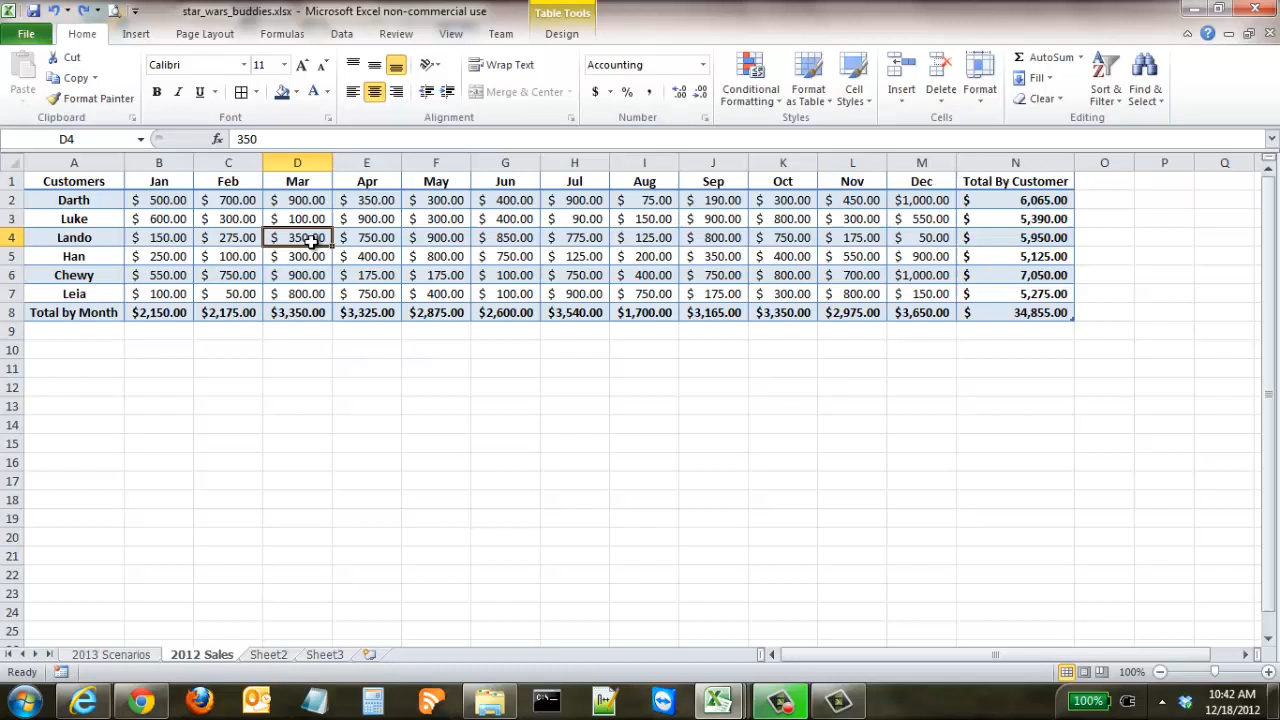 star_wars_buddies.xlsx - Microsoft Excel non-commercial use
Table Tools
File Home Insert Page Layout Formulas Data Review View Team Design
Paste
Cut
Copy
Format Painter
Clipboard
Calibri 11
B I U
Font
Wrap Text
Merge & Center
Alignment
Accounting
$ % ,
Number
Conditional Formatting
Format as Table
Cell Styles
Styles
Insert
Delete
Format
Cells
AutoSum
Fill
Clear
Sort & Filter
Find & Select
Editing
D4 fx 350
A B C D E F G H I J K L M N O P Q
1 Customers Jan Feb Mar Apr May Jun Jul Aug Sep Oct Nov Dec Total By Customer
2 Darth $ 500.00 $ 700.00 $ 900.00 $ 350.00 $ 300.00 $ 400.00 $ 900.00 $ 75.00 $ 190.00 $ 300.00 $ 450.00 $1,000.00 $ 6,065.00
3 Luke $ 600.00 $ 300.00 $ 100.00 $ 900.00 $ 300.00 $ 400.00 $ 90.00 $ 150.00 $ 900.00 $ 800.00 $ 300.00 $ 550.00 $ 5,390.00
4 Lando $ 150.00 $ 275.00 $ 350.00 $ 750.00 $ 900.00 $ 850.00 $ 775.00 $ 125.00 $ 800.00 $ 750.00 $ 175.00 $ 50.00 $ 5,950.00
5 Han $ 250.00 $ 100.00 $ 300.00 $ 400.00 $ 800.00 $ 750.00 $ 125.00 $ 200.00 $ 350.00 $ 400.00 $ 550.00 $ 900.00 $ 5,125.00
6 Chewy $ 550.00 $ 750.00 $ 900.00 $ 175.00 $ 175.00 $ 100.00 $ 750.00 $ 400.00 $ 750.00 $ 800.00 $ 700.00 $1,000.00 $ 7,050.00
7 Leia $ 100.00 $ 50.00 $ 800.00 $ 750.00 $ 400.00 $ 100.00 $ 900.00 $ 750.00 $ 175.00 $ 300.00 $ 800.00 $ 150.00 $ 5,275.00
8 Total by Month $2,150.00 $2,175.00 $3,350.00 $3,325.00 $2,875.00 $2,600.00 $3,540.00 $1,700.00 $3,165.00 $3,350.00 $2,975.00 $3,650.00 $ 34,855.00
9
10
11
12
13
14
15
16
17
18
19
20
21
22
23
24
25
2013 Scenarios 2012 Sales Sheet2 Sheet3
Ready 100%
100% 10:42 AM
12/18/2012